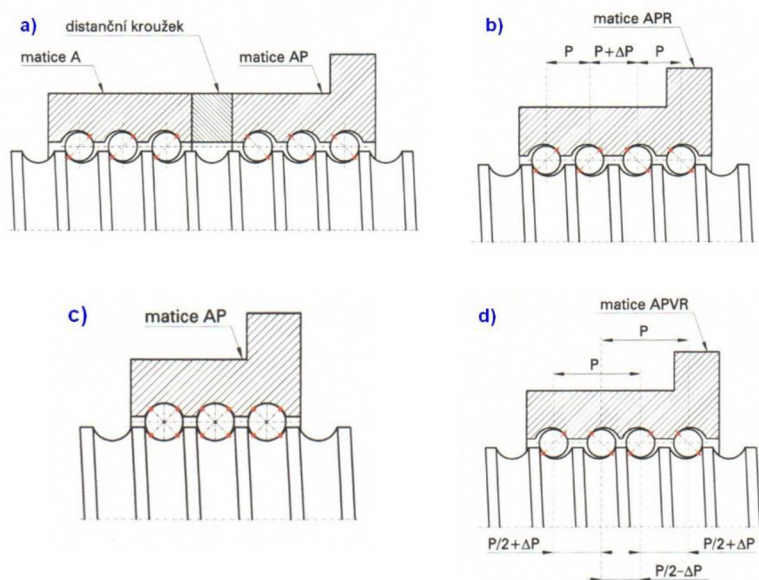 a)
distanční kroužek
matice A
matice AP
b)
matice APR
P
P+ΔP
P
c)
matice AP
d)
matice APVR
P
P
P/2+ΔP
P/2+ΔP
P/2-ΔP